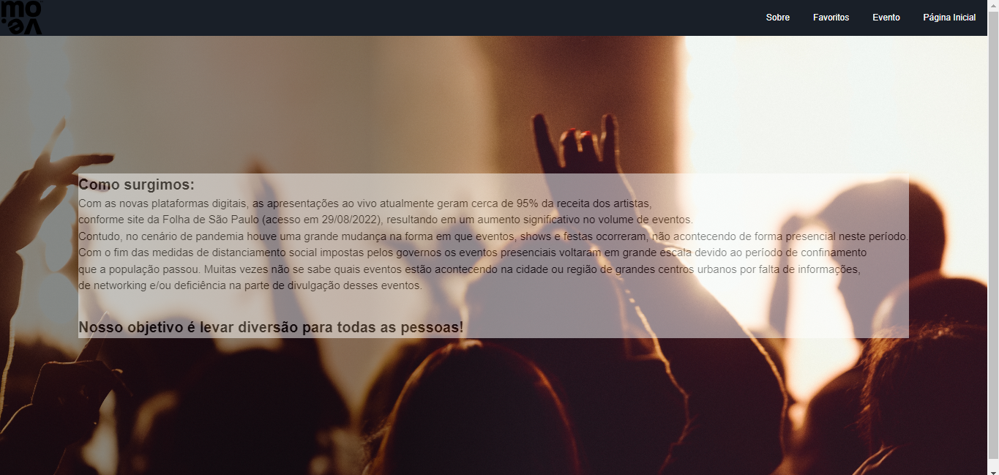 mo
ve.
Sobre Favoritos Evento Página Inicial
Como surgimos:
Com as novas plataformas digitais, as apresentações ao vivo atualmente geram cerca de 95% da receita dos artistas,
conforme site da Folha de São Paulo (acesso em 29/08/2022), resultando em um aumento significativo no volume de eventos.
Contudo, no cenário de pandemia houve uma grande mudança na forma em que eventos, shows e festas ocorreram, não acontecendo de forma presencial neste período.
Com o fim das medidas de distanciamento social impostas pelos governos os eventos presenciais voltaram em grande escala devido ao período de confinamento
que a população passou. Muitas vezes não se sabe quais eventos estão acontecendo na cidade ou região de grandes centros urbanos por falta de informações,
de networking e/ou deficiência na parte de divulgação desses eventos.
Nosso objetivo é levar diversão para todas as pessoas!